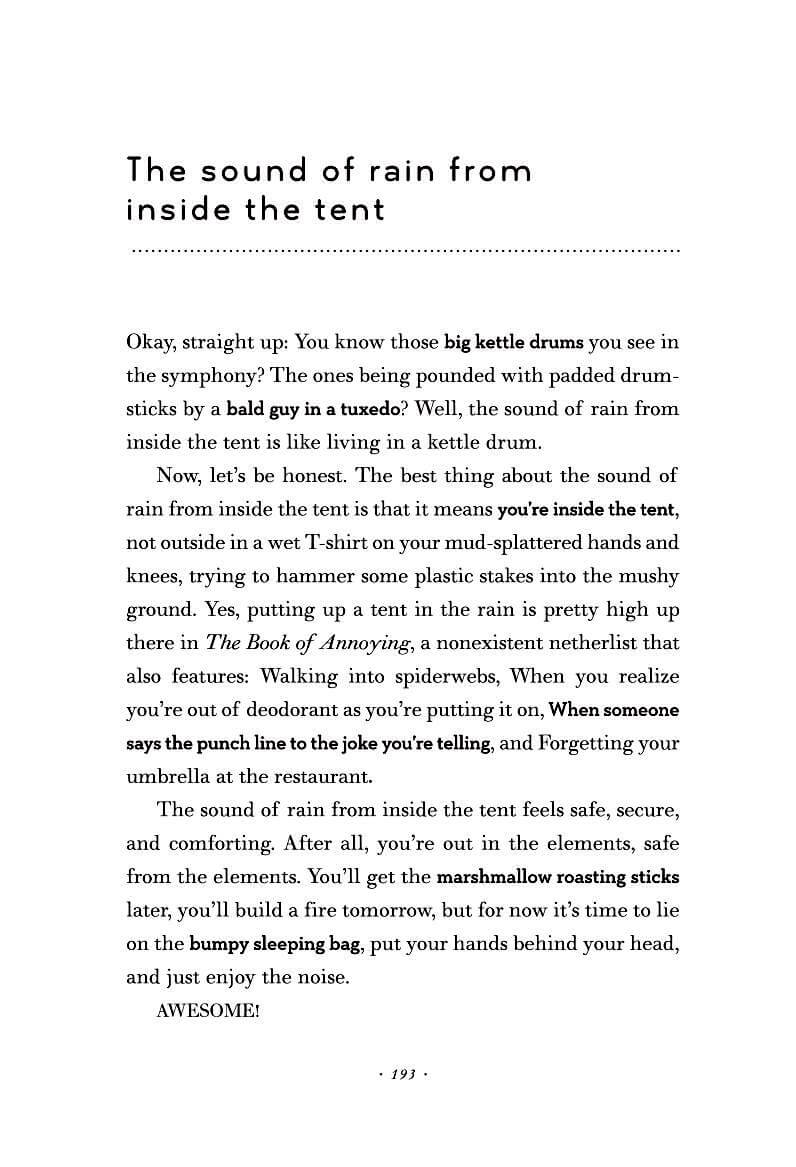 The sound of rain from
inside the tent
Okay, straight up: You know those big kettle drums you see in
the symphony? The ones being pounded with padded drum-
sticks by a bald guy in a tuxedo? Well, the sound of rain from
inside the tent is like living in a kettle drum.
Now, let’s be honest. The best thing about the sound of
rain from inside the tent is that it means you’re inside the tent,
not outside in a wet T-shirt on your mud-splattered hands and
knees, trying to hammer some plastic stakes into the mushy
ground. Yes, putting up a tent in the rain is pretty high up
there in The Book of Annoying, a nonexistent netherlist that
also features: Walking into spiderwebs, When you realize
you’re out of deodorant as you’re putting it on, When someone
says the punch line to the joke you’re telling, and Forgetting your
umbrella at the restaurant.
The sound of rain from inside the tent feels safe, secure,
and comforting. After all, you’re out in the elements, safe
from the elements. You’ll get the marshmallow roasting sticks
later, you’ll build a fire tomorrow, but for now it’s time to lie
on the bumpy sleeping bag, put your hands behind your head,
and just enjoy the noise.
AWESOME!
· 193 ·